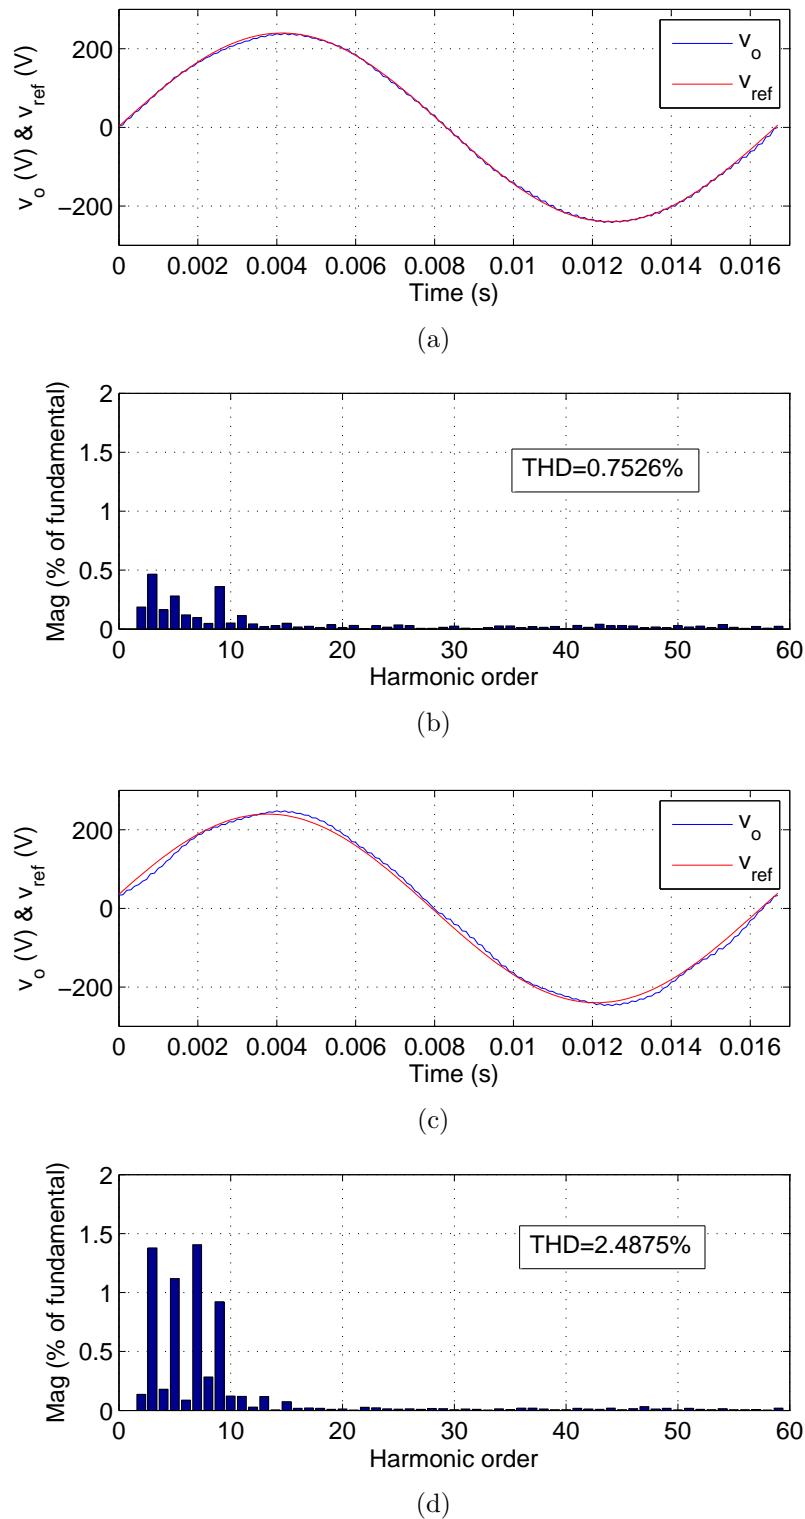 200
0
−200
v_o (V) & v_ref (V)
v_o
v_ref
0 0.002 0.004 0.006 0.008 0.01 0.012 0.014 0.016
Time (s)
(a)
2
1.5
1
0.5
0
Mag (% of fundamental)
THD=0.7526%
0 10 20 30 40 50 60
Harmonic order
(b)
200
0
−200
v_o (V) & v_ref (V)
v_o
v_ref
0 0.002 0.004 0.006 0.008 0.01 0.012 0.014 0.016
Time (s)
(c)
2
1.5
1
0.5
0
Mag (% of fundamental)
THD=2.4875%
0 10 20 30 40 50 60
Harmonic order
(d)